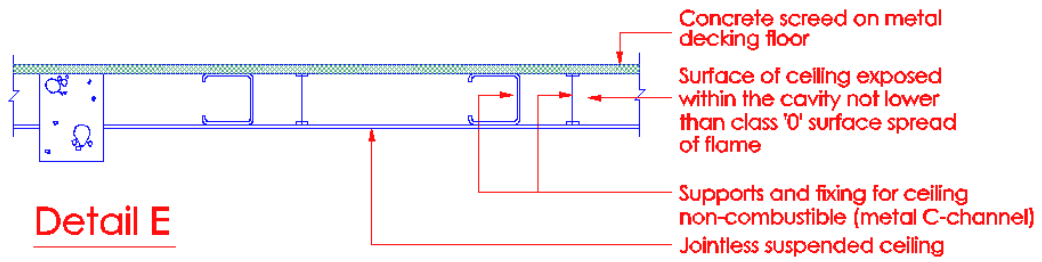 Concrete screed on metal
decking floor
Surface of ceiling exposed
within the cavity not lower
than class '0' surface spread
of flame
Supports and fixing for ceiling
non-combustible (metal C-channel)
Jointless suspended ceiling
Detail E